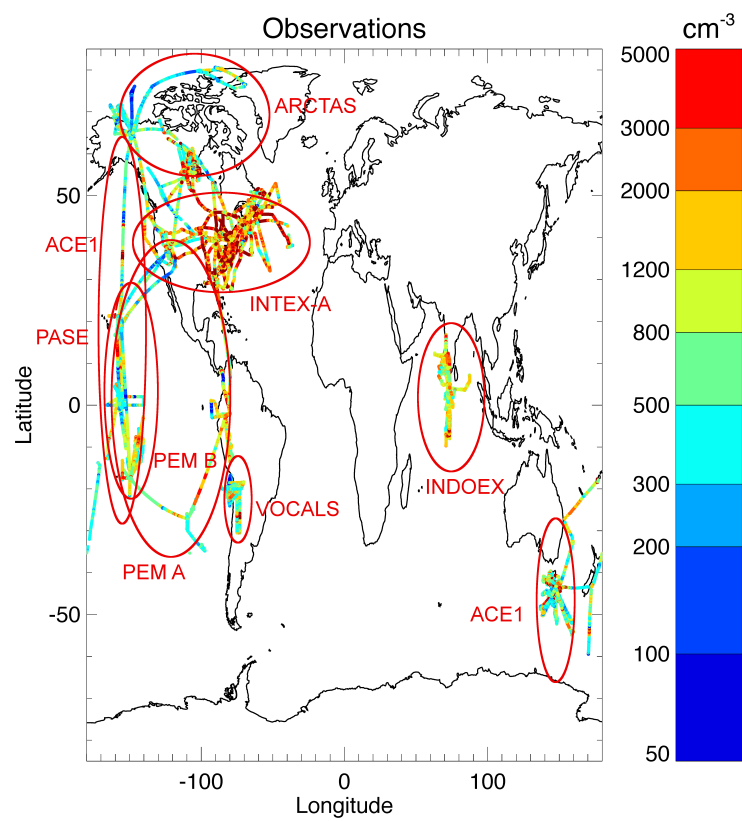 Observations
cm-3
5000
3000
2000
1200
800
500
300
200
100
50
ARCTAS
ACE1
INTEX-A
PASE
PEM B
INDOEX
VOCALS
PEM A
ACE1
50
0
-50
Latitude
-100
0
100
Longitude